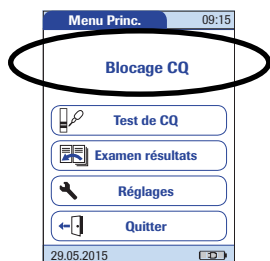 Menu Princ. 09:15
Blocage CQ
Test de CQ
Examen résultats
Réglages
Quitter
29.05.2015